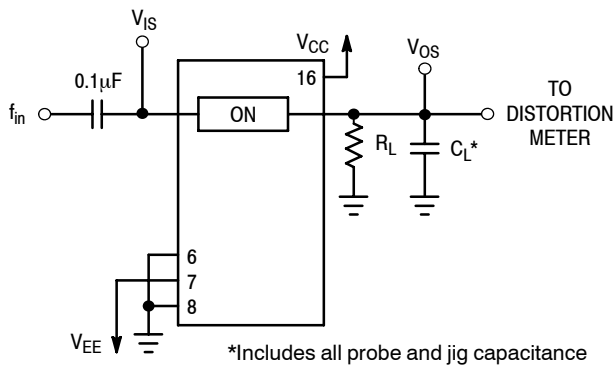 V_IS
V_CC
V_OS
16
0.1μF
f_in
ON
TO
DISTORTION
METER
R_L
C_L*
6
7
8
V_EE
*Includes all probe and jig capacitance